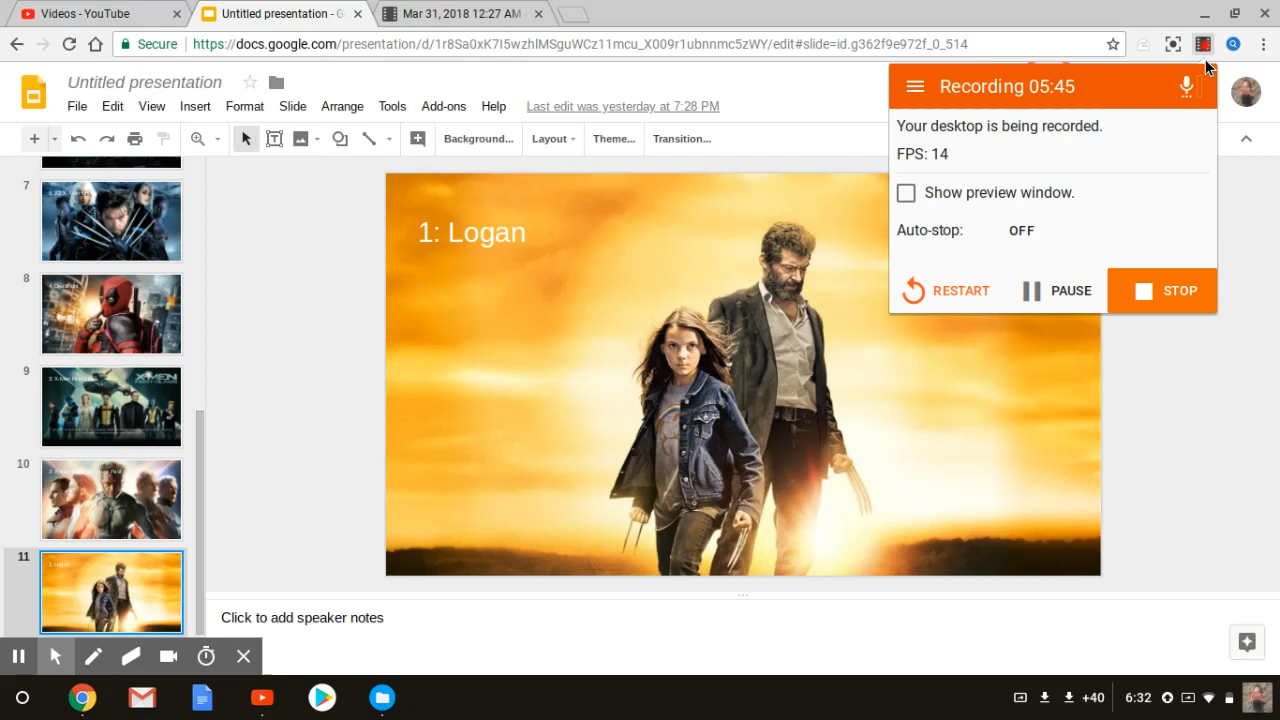 Videos - YouTube
Untitled presentation - G
Mar 31, 2018 12:27 AM
Secure
https://docs.google.com/presentation/d/1r8Sa0xK7I5wzhlMSguWCz11mcu_X009r1ubnnmc5zWY/edit#slide=id.g362f9e972f_0_514
Untitled presentation
File Edit View Insert Format Slide Arrange Tools Add-ons Help Last edit was yesterday at 7:28 PM
Background... Layout Theme... Transition...
Recording 05:45
Your desktop is being recorded.
FPS: 14
Show preview window.
Auto-stop: OFF
RESTART PAUSE STOP
7
8
9
X-MEN
10
11
1: Logan
1: Logan
Click to add speaker notes
+40 6:32